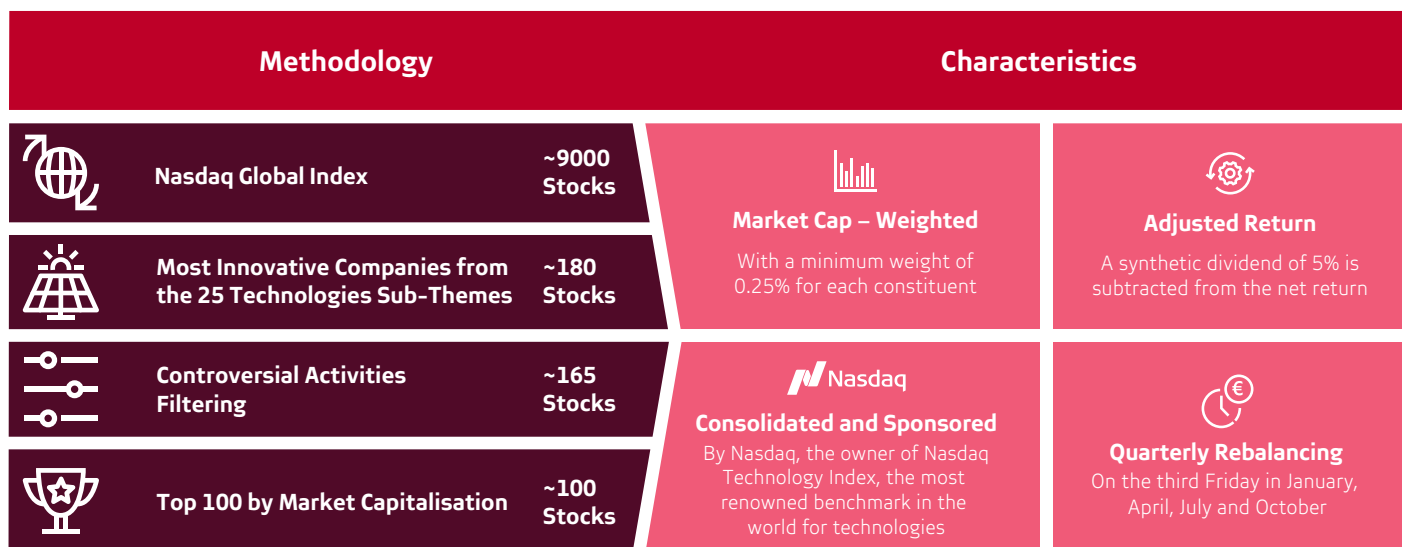 Methodology
Characteristics
Nasdaq Global Index
~9000
Stocks
Most Innovative Companies from
the 25 Technologies Sub-Themes
~180
Stocks
Controversial Activities
Filtering
~165
Stocks
Top 100 by Market Capitalisation
~100
Stocks
Market Cap – Weighted
With a minimum weight of
0.25% for each constituent
Adjusted Return
A synthetic dividend of 5% is
subtracted from the net return
Nasdaq
Consolidated and Sponsored
By Nasdaq, the owner of Nasdaq
Technology Index, the most
renowned benchmark in the
world for technologies
€
Quarterly Rebalancing
On the third Friday in January,
April, July and October